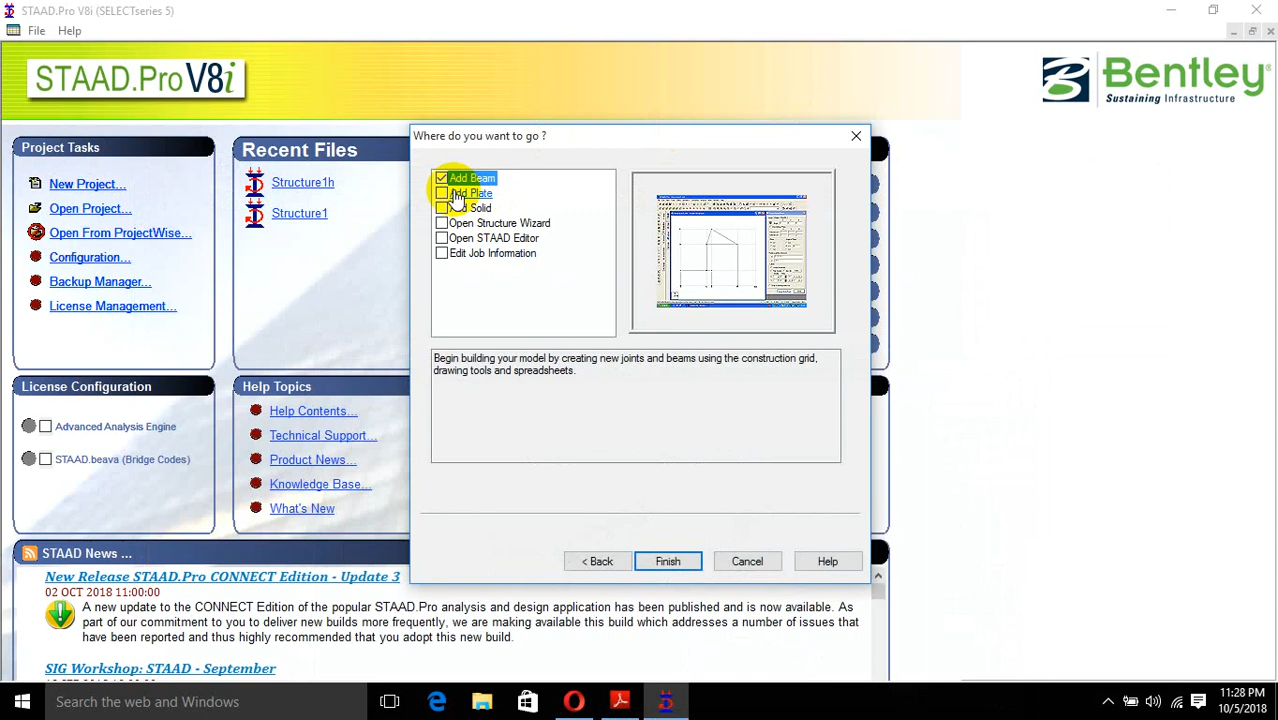 STAAD.Pro V8i (SELECTseries 5)
File Help
STAAD.Pro V8i
Bentley®
Sustaining Infrastructure
Project Tasks
New Project...
Open Project...
Open From ProjectWise...
Configuration...
Backup Manager...
License Management...
Recent Files
Structure1h
Structure1
Where do you want to go ?
Add Beam
Add Plate
Solid
Open Structure Wizard
Open STAAD Editor
Edit Job Information
Begin building your model by creating new joints and beams using the construction grid,
drawing tools and spreadsheets.
< Back Finish Cancel Help
License Configuration
Advanced Analysis Engine
STAAD.beava (Bridge Codes)
Help Topics
Help Contents...
Technical Support...
Product News...
Knowledge Base...
What's New
STAAD News ...
New Release STAAD.Pro CONNECT Edition - Update 3
02 OCT 2018 11:00:00
A new update to the CONNECT Edition of the popular STAAD.Pro analysis and design application has been published and is now available. As
part of our commitment to you to deliver new builds more frequently, we are making available this build which addresses a number of issues that
have been reported and thus highly recommended that you adopt this new build.
SIG Workshop: STAAD - September
Search the web and Windows
11:28 PM
10/5/2018